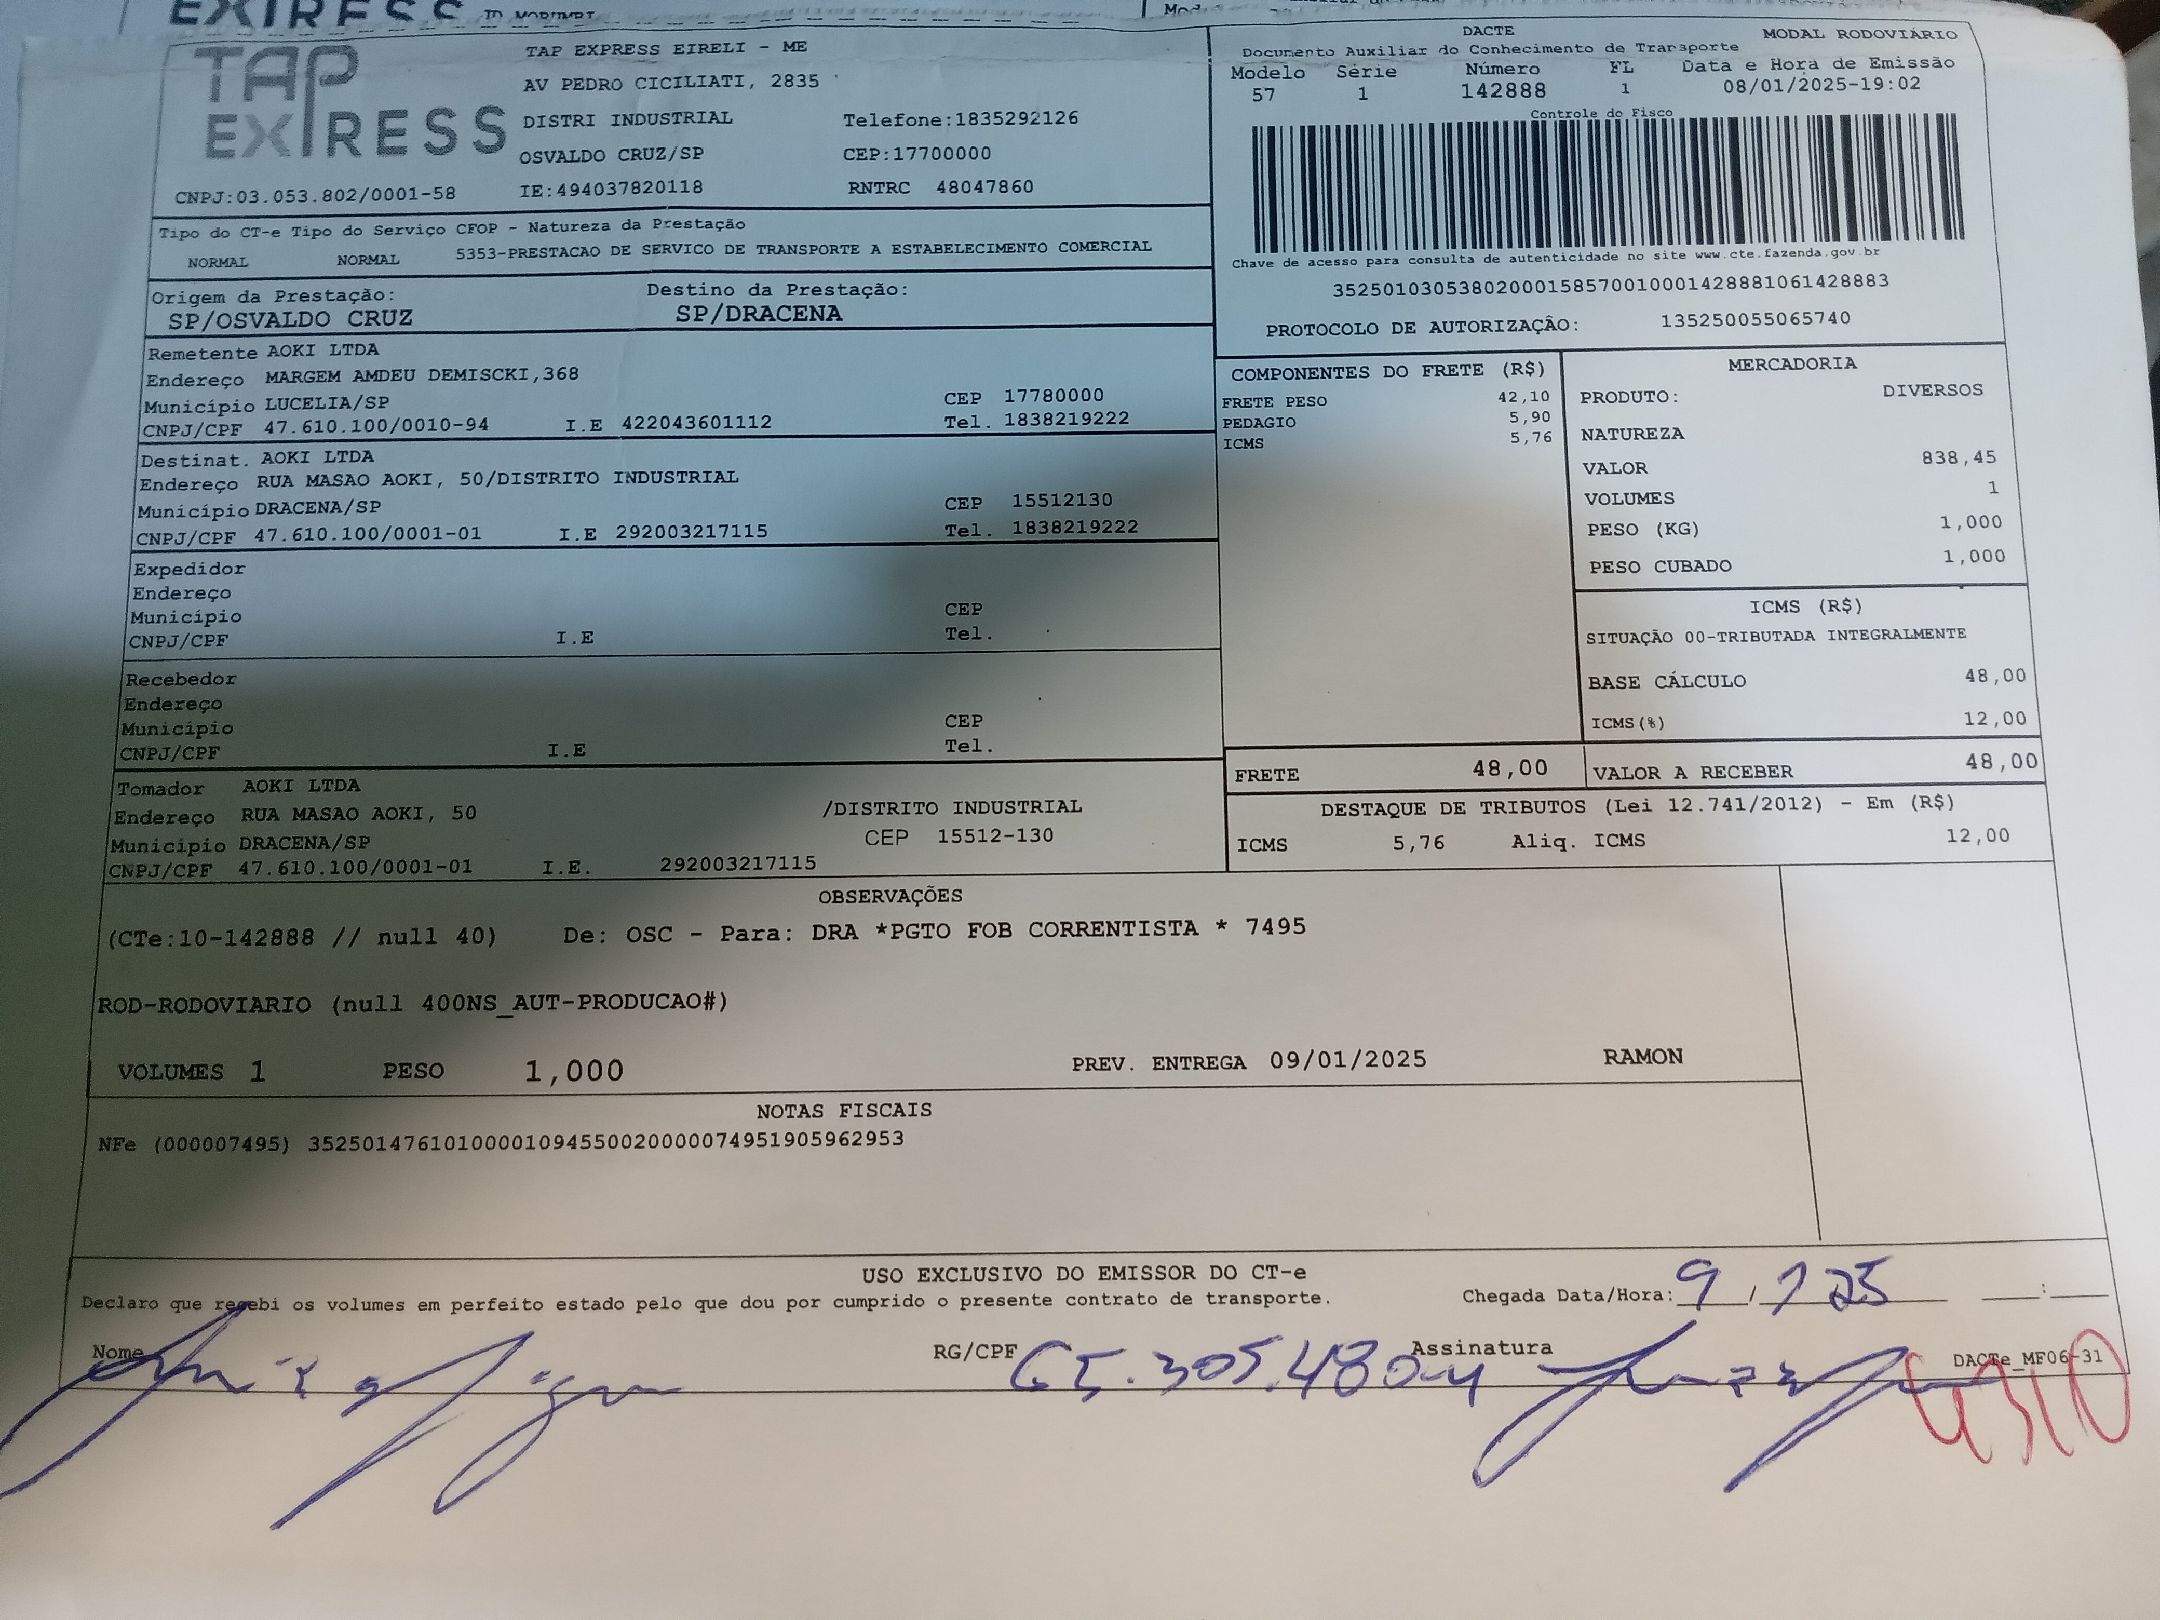 EXPRESS
TAP EXPRESS
TAP EXPRESS EIRELI - ME
AV PEDRO CICILIATI, 2835
DISTRI INDUSTRIAL Telefone:1835292126
OSVALDO CRUZ/SP CEP:17700000
CNPJ:03.053.802/0001-58 IE:494037820118 RNTRC 48047860
DACTE MODAL RODOVIÁRIO
Documento Auxiliar do Conhecimento de Transporte
Modelo Série Número FL Data e Hora de Emissão
57 1 142888 1 08/01/2025-19:02
Controle do Fisco
Chave de acesso para consulta de autenticidade no site www.cte.fazenda.gov.br
35250103053802000158570010001428881061428883
PROTOCOLO DE AUTORIZAÇÃO: 135250055065740
Tipo do CT-e Tipo do Serviço CFOP - Natureza da Prestação
NORMAL NORMAL 5353-PRESTACAO DE SERVICO DE TRANSPORTE A ESTABELECIMENTO COMERCIAL
Origem da Prestação: Destino da Prestação:
SP/OSVALDO CRUZ SP/DRACENA
Remetente AOKI LTDA
Endereço MARGEM AMDEU DEMISCKI,368
Município LUCELIA/SP CEP 17780000
CNPJ/CPF 47.610.100/0010-94 I.E 422043601112 Tel. 1838219222
Destinat. AOKI LTDA
Endereço RUA MASAO AOKI, 50/DISTRITO INDUSTRIAL
Município DRACENA/SP CEP 15512130
CNPJ/CPF 47.610.100/0001-01 I.E 292003217115 Tel. 1838219222
Expedidor
Endereço
Município CEP
CNPJ/CPF I.E Tel.
Recebedor
Endereço
Município CEP
CNPJ/CPF I.E Tel.
Tomador AOKI LTDA
Endereço RUA MASAO AOKI, 50 /DISTRITO INDUSTRIAL
Município DRACENA/SP CEP 15512-130
CNPJ/CPF 47.610.100/0001-01 I.E. 292003217115
COMPONENTES DO FRETE (R$)
FRETE PESO 42,10
PEDAGIO 5,90
ICMS 5,76
MERCADORIA
PRODUTO: DIVERSOS
NATUREZA
VALOR 838,45
VOLUMES 1
PESO (KG) 1,000
PESO CUBADO 1,000
ICMS (R$)
SITUAÇÃO 00-TRIBUTADA INTEGRALMENTE
BASE CÁLCULO 48,00
ICMS(%) 12,00
FRETE 48,00 VALOR A RECEBER 48,00
DESTAQUE DE TRIBUTOS (Lei 12.741/2012) - Em (R$)
ICMS 5,76 Aliq. ICMS 12,00
OBSERVAÇÕES
(CTe:10-142888 // null 40) De: OSC - Para: DRA *PGTO FOB CORRENTISTA * 7495
ROD-RODOVIARIO (null 400NS_AUT-PRODUCAO#)
VOLUMES 1 PESO 1,000 PREV. ENTREGA 09/01/2025 RAMON
NOTAS FISCAIS
NFe (000007495) 35250147610100001094550020000074951905962953
USO EXCLUSIVO DO EMISSOR DO CT-e
Declaro que recebi os volumes em perfeito estado pelo que dou por cumprido o presente contrato de transporte. Chegada Data/Hora: 9 / 1 25 :
Nome RG/CPF 65.305.480-4 Assinatura DACTe_MF06-31